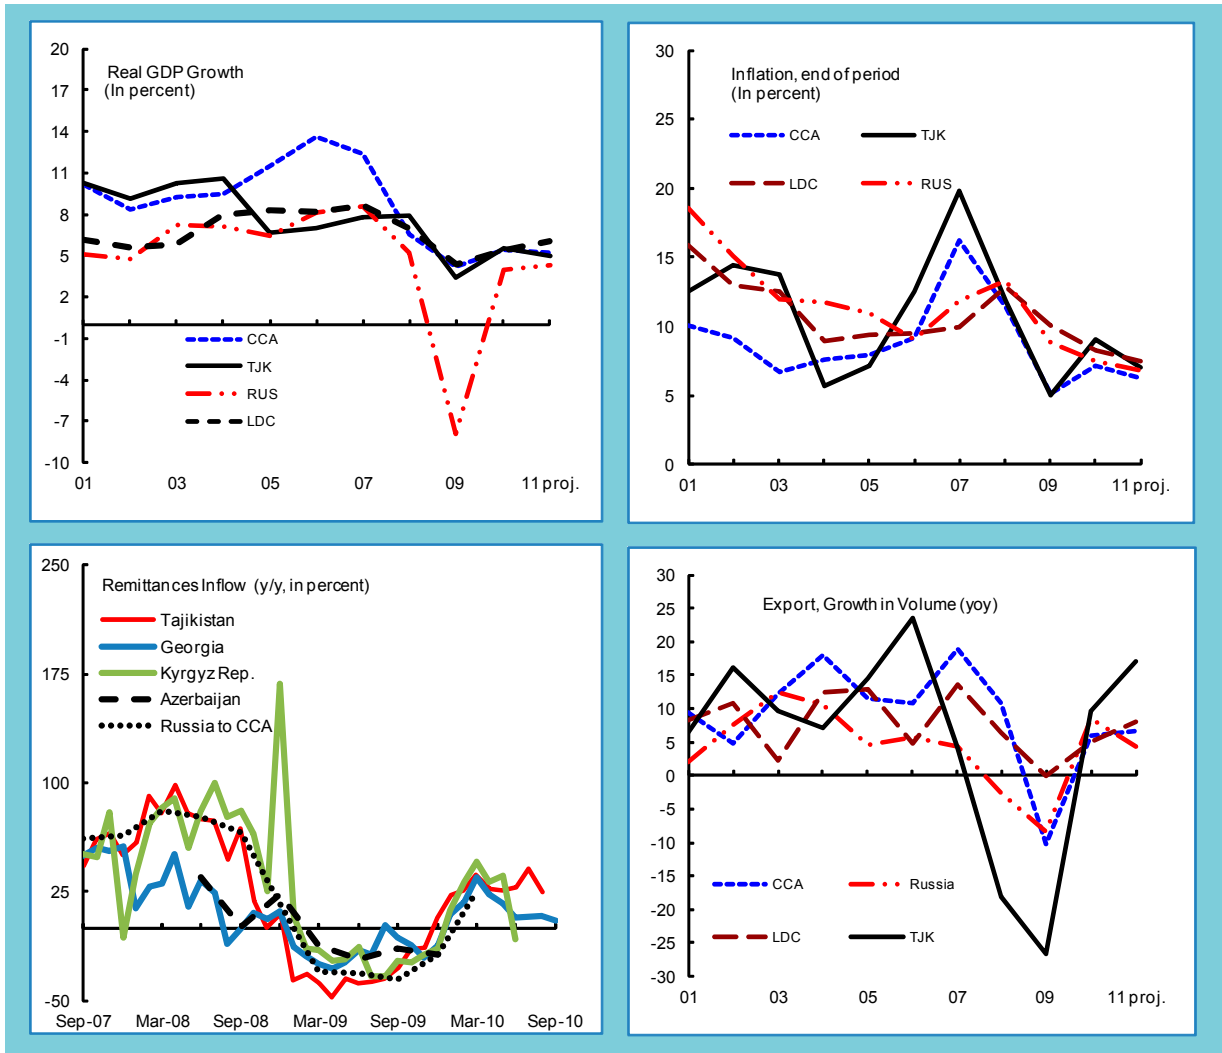 Real GDP Growth
(In percent)
20
17
14
11
8
5
2
-1
-4
-7
-10
CCA
TJK
RUS
LDC
01
03
05
07
09
11 proj.
Inflation, end of period
(In percent)
30
25
20
15
10
5
0
CCA
TJK
LDC
RUS
01
03
05
07
09
11 proj.
Remittances Inflow (y/y, in percent)
250
175
100
25
-50
Tajikistan
Georgia
Kyrgyz Rep.
Azerbaijan
Russia to CCA
Sep-07
Mar-08
Sep-08
Mar-09
Sep-09
Mar-10
Sep-10
Export, Growth in Volume (yoy)
30
25
20
15
10
5
0
-5
-10
-15
-20
-25
-30
CCA
Russia
LDC
TJK
01
03
05
07
09
11 proj.